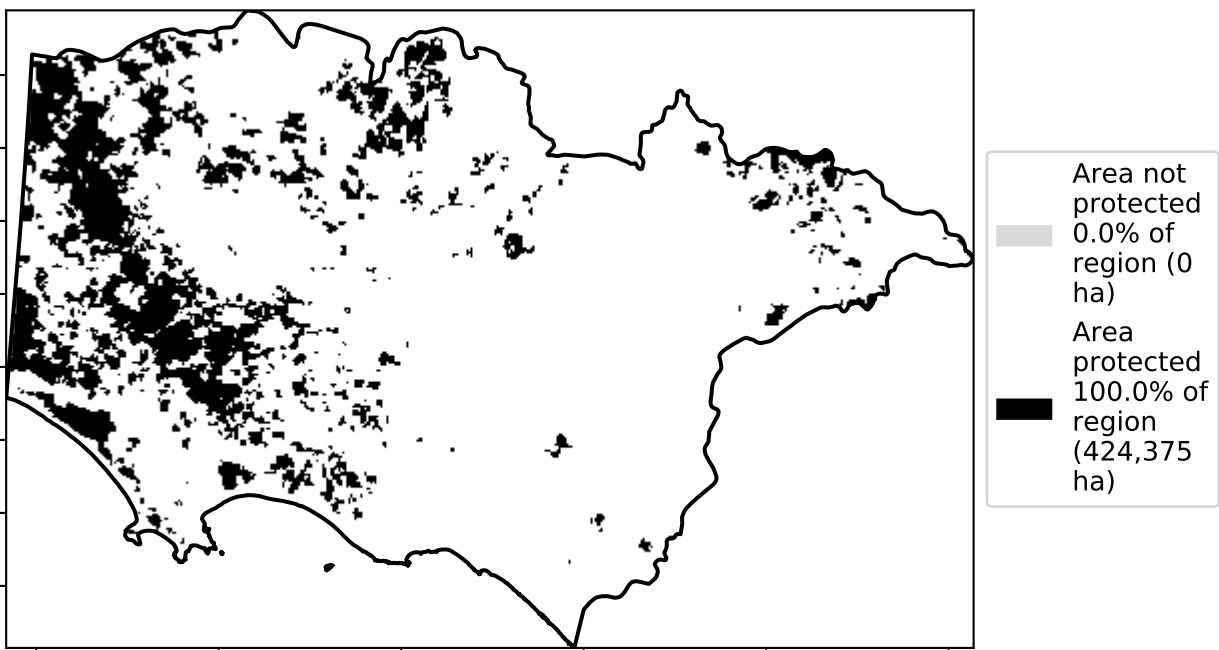 Area not
protected
0.0% of
region (0
ha)
Area
protected
100.0% of
region
(424,375
ha)